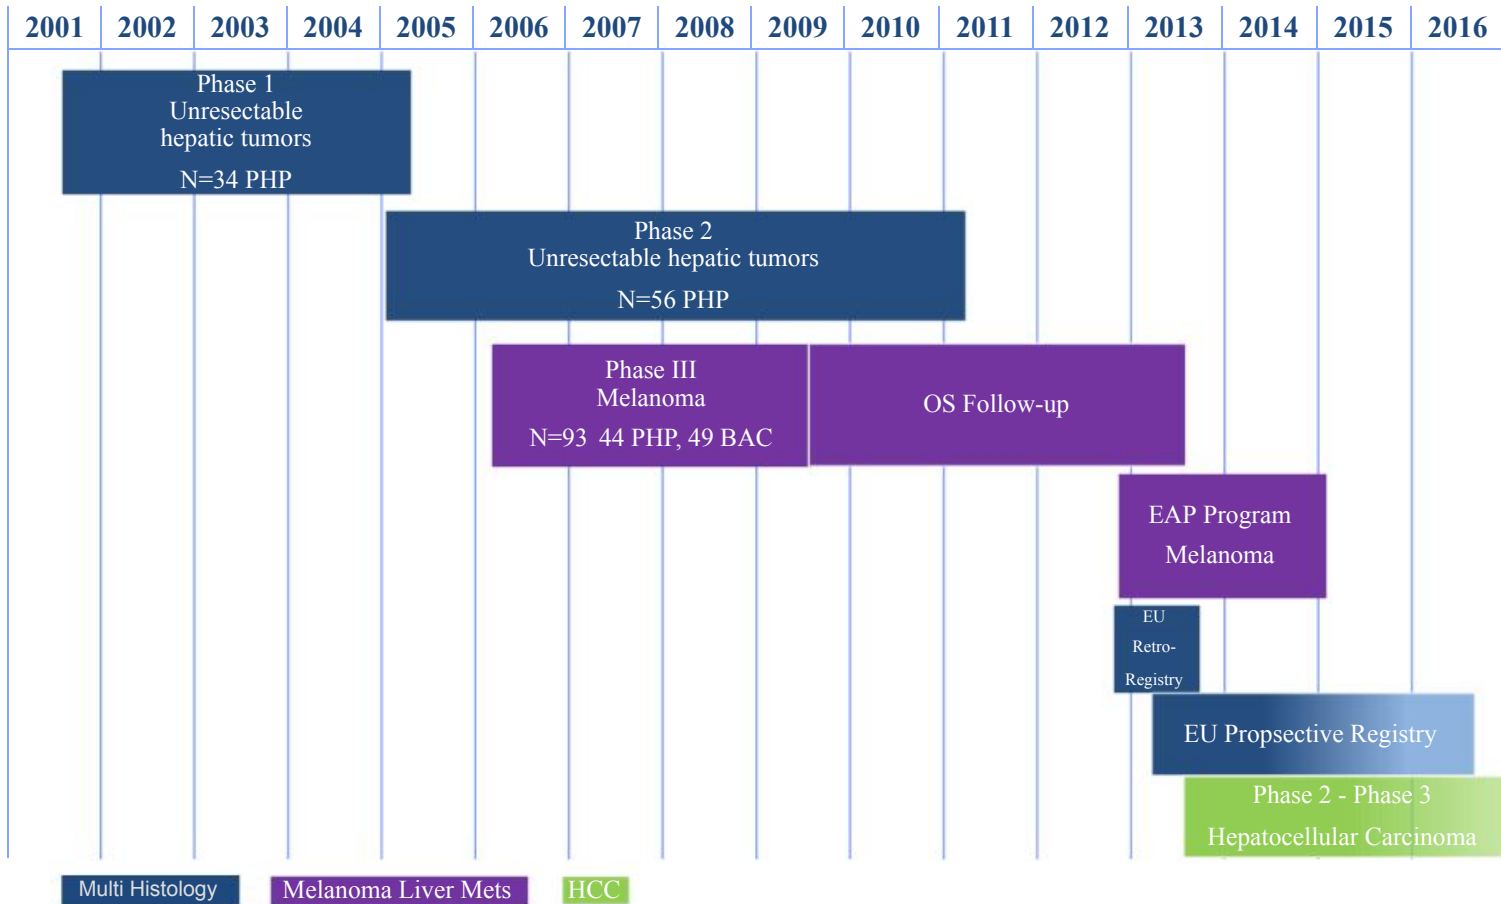 2001 2002 2003 2004 2005 2006 2007 2008 2009 2010 2011 2012 2013 2014 2015 2016
Phase 1
Unresectable
hepatic tumors
N=34 PHP
Phase 2
Unresectable hepatic tumors
N=56 PHP
Phase III
Melanoma
N=93 44 PHP, 49 BAC
OS Follow-up
EAP Program
Melanoma
EU
Retro-
Registry
EU Propsective Registry
Phase 2 - Phase 3
Hepatocellular Carcinoma
Multi Histology Melanoma Liver Mets HCC